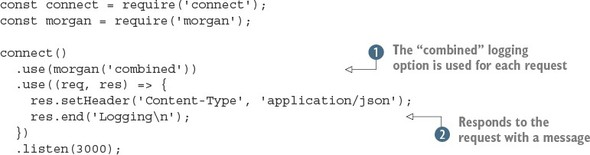 const connect = require('connect');
const morgan = require('morgan');
connect()
.use(morgan('combined'))
1 The “combined” logging
option is used for each request
.use((req, res) => {
res.setHeader('Content-Type', 'application/json');
res.end('Logging\n');
2 Responds to the
request with a message
})
.listen(3000);